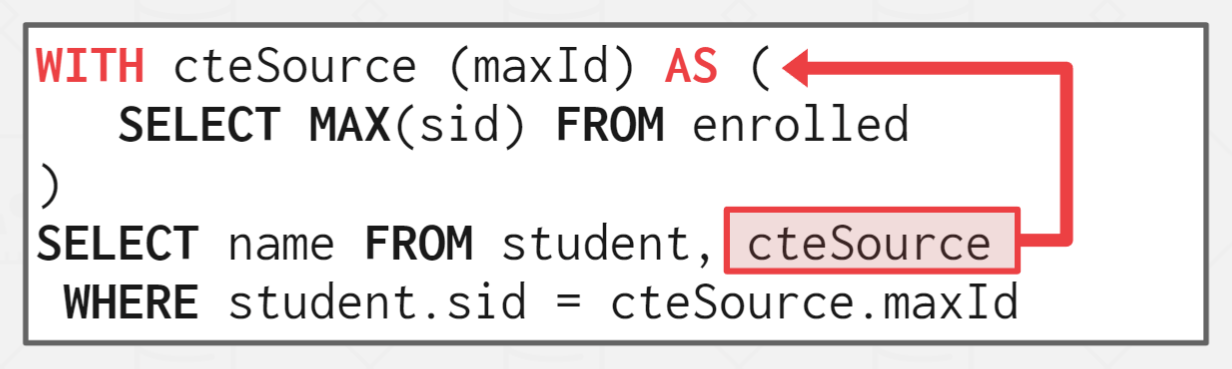 WITH cteSource (maxId) AS (
SELECT MAX(sid) FROM enrolled
)
SELECT name FROM student, cteSource
WHERE student.sid = cteSource.maxId